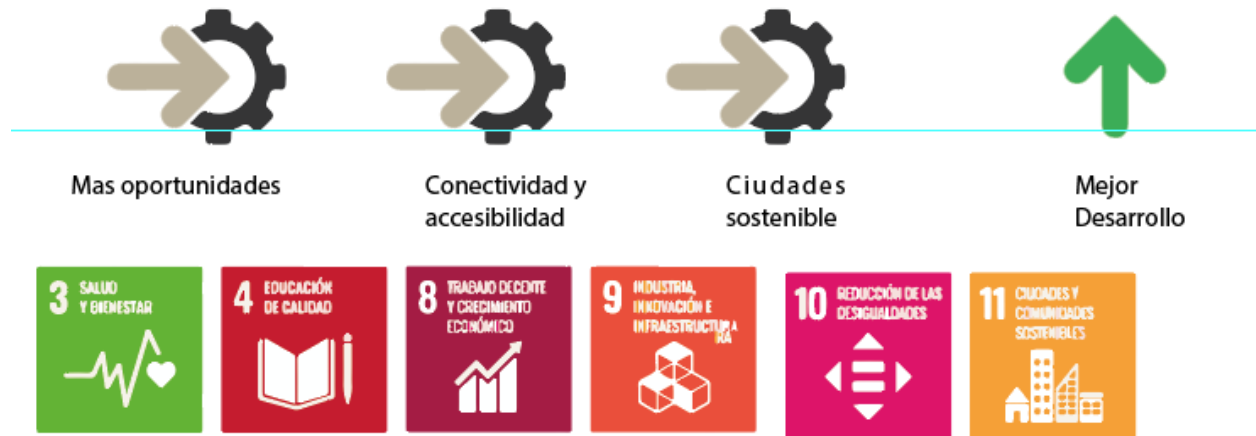 Mas oportunidades
Conectividad y
accesibilidad
Ciudades
sostenible
Mejor
Desarrollo
3 SALUD
Y BIENESTAR
4 EDUCACIÓN
DE CALIDAD
8 TRABAJO DECENTE
Y CRECIMIENTO
ECONÓMICO
9 INDUSTRIA,
INNOVACIÓN E
INFRAESTRUCTURA
RA
10 REDUCCIÓN DE LAS
DESIGUALDADES
11 CIUDADES Y
COMUNIDADES
SOSTENIBLES